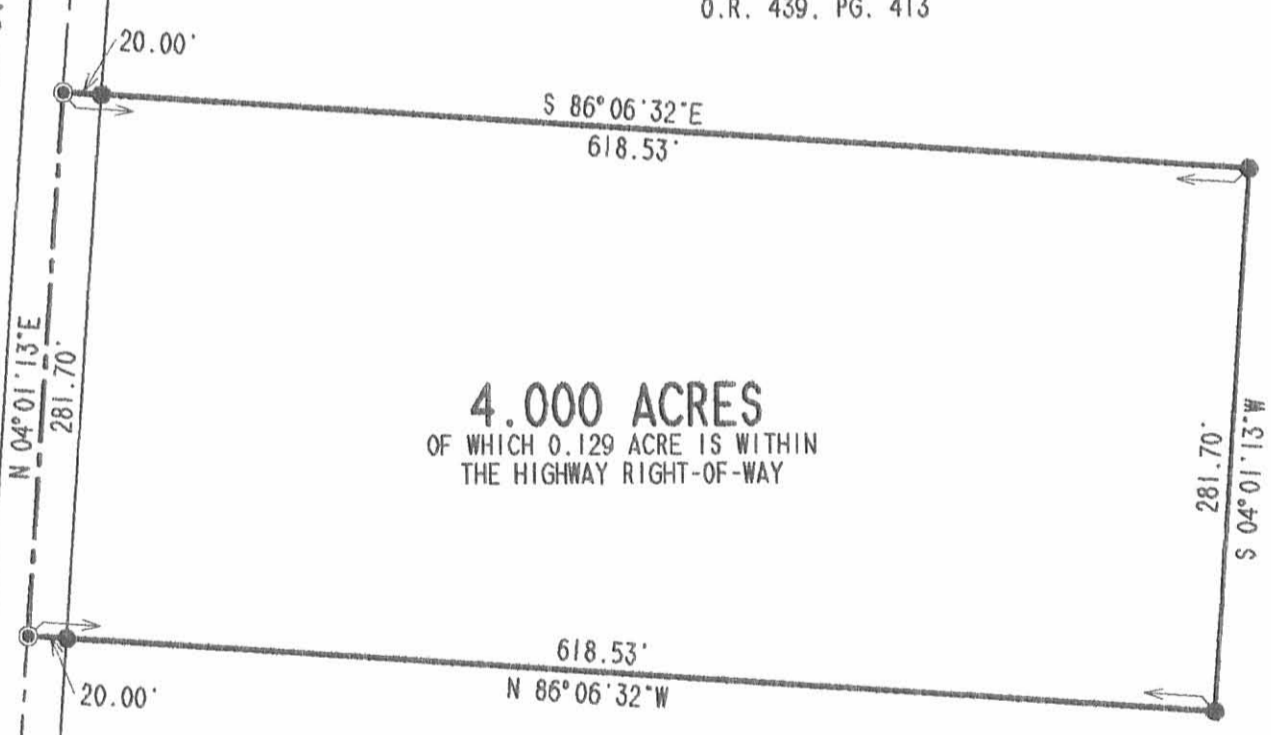 O.R. 439, PG. 413
20.00'
S 86°06'32"E
618.53'
N 04°01'13"E
281.70'
4.000 ACRES
OF WHICH 0.129 ACRE IS WITHIN
THE HIGHWAY RIGHT-OF-WAY
281.70'
S 04°01'13"W
618.53'
N 86°06'32"W
20.00'